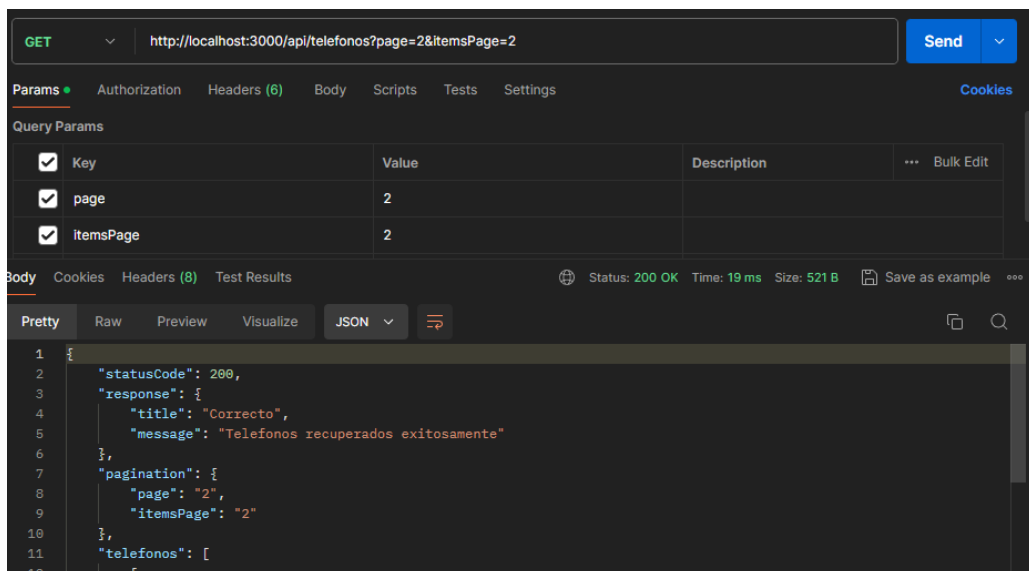 GET http://localhost:3000/api/telefonos?page=2&itemsPage=2 Send
Params Authorization Headers (6) Body Scripts Tests Settings Cookies
Query Params
Key Value Description ••• Bulk Edit
page 2
itemsPage 2
Body Cookies Headers (8) Test Results Status: 200 OK Time: 19 ms Size: 521 B Save as example
Pretty Raw Preview Visualize JSON
1 {
2 "statusCode": 200,
3 "response": {
4 "title": "Correcto",
5 "message": "Telefonos recuperados exitosamente"
6 },
7 "pagination": {
8 "page": "2",
9 "itemsPage": "2"
10 },
11 "telefonos": [